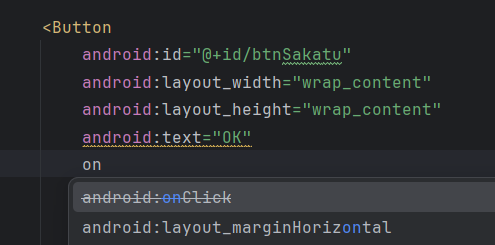 <Button
android:id="@+id/btnSakatu"
android:layout_width="wrap_content"
android:layout_height="wrap_content"
android:text="OK"
on
android:onClick
android:layout_marginHorizontal